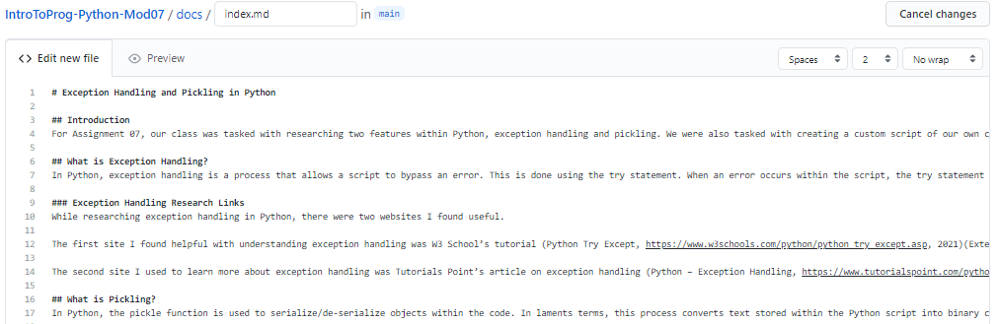 IntroToProg-Python-Mod07 / docs / index.md in main Cancel changes
<> Edit new file Preview Spaces 2 No wrap
1 # Exception Handling and Pickling in Python
2
3 ## Introduction
4 For Assignment 07, our class was tasked with researching two features within Python, exception handling and pickling. We were also tasked with creating a custom script of our own c
5
6 ## What is Exception Handling?
7 In Python, exception handling is a process that allows a script to bypass an error. This is done using the try statement. When an error occurs within the script, the try statement
8
9 ### Exception Handling Research Links
10 While researching exception handling in Python, there were two websites I found useful.
11
12 The first site I found helpful with understanding exception handling was W3 School’s tutorial (Python Try Except, https://www.w3schools.com/python/python_try_except.asp, 2021)(Exte
13
14 The second site I used to learn more about exception handling was Tutorials Point’s article on exception handling (Python – Exception Handling, https://www.tutorialspoint.com/pytho
15
16 ## What is Pickling?
17 In Python, the pickle function is used to serialize/de-serialize objects within the code. In laments terms, this process converts text stored within the Python script into binary c